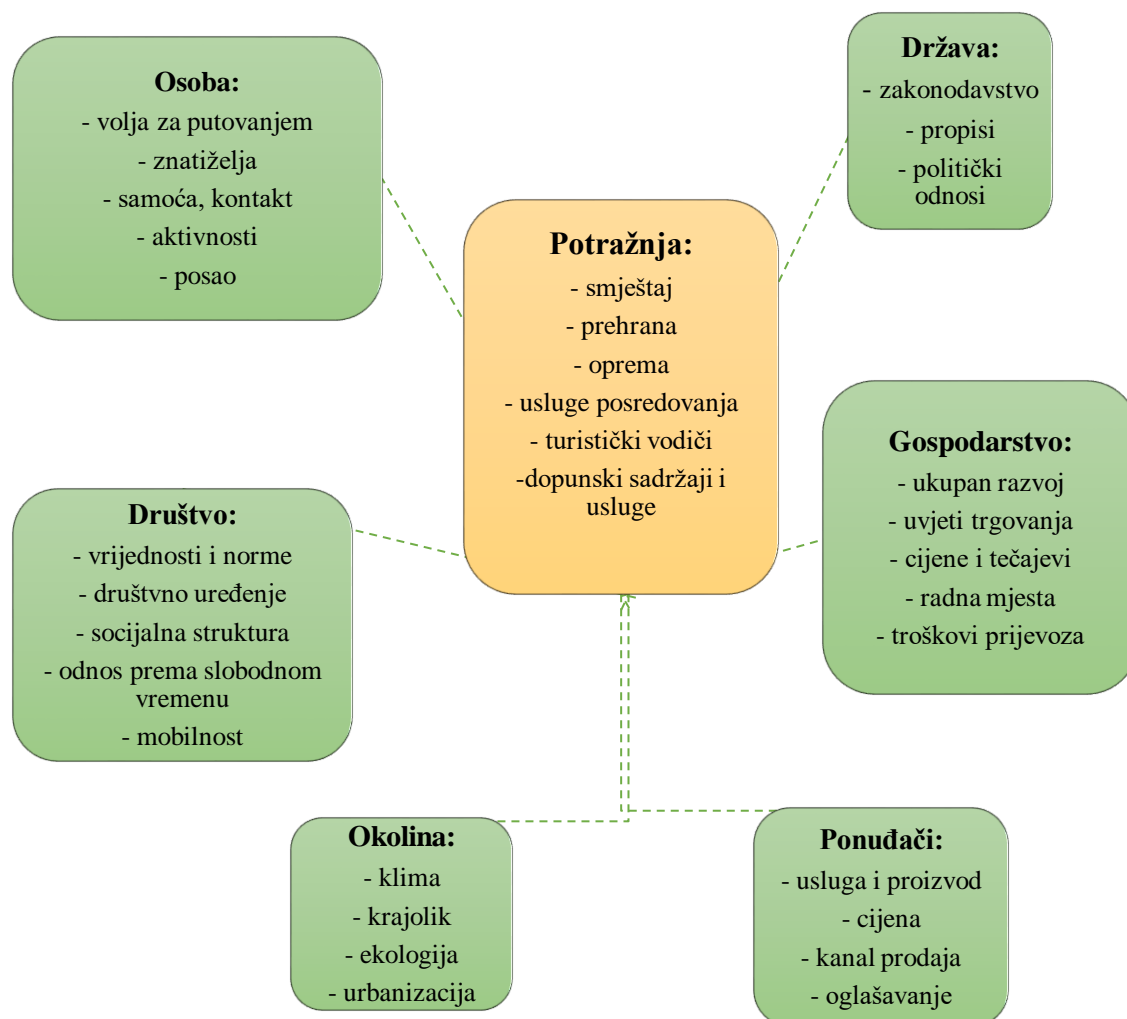 Osoba:
- volja za putovanjem
- znatiželja
- samoća, kontakt
- aktivnosti
- posao
Država:
- zakonodavstvo
- propisi
- politički
odnosi
Potražnja:
- smještaj
- prehrana
- oprema
- usluge posredovanja
- turistički vodiči
-dopunski sadržaji i
usluge
Gospodarstvo:
- ukupan razvoj
- uvjeti trgovanja
- cijene i tečajevi
- radna mjesta
- troškovi prijevoza
Društvo:
- vrijednosti i norme
- društvno uređenje
- socijalna struktura
- odnos prema slobodnom
vremenu
- mobilnost
Okolina:
- klima
- krajolik
- ekologija
- urbanizacija
Ponuđači:
- usluga i proizvod
- cijena
- kanal prodaja
- oglašavanje